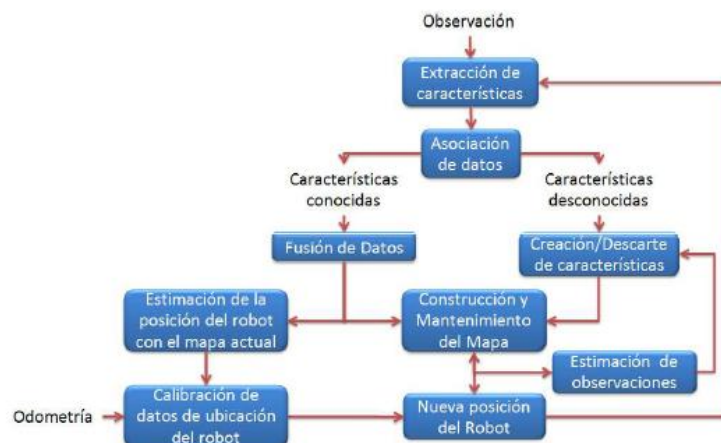 Observación
Extracción de
características
Asociación
de datos
Características
conocidas
Características
desconocidas
Fusión de Datos
Creación/Descarte
de características
Estimación de la
posición del robot
con el mapa actual
Construcción y
Mantenimiento
del Mapa
Estimación de
observaciones
Odometría
Calibración de
datos de ubicación
del robot
Nueva posición
del Robot